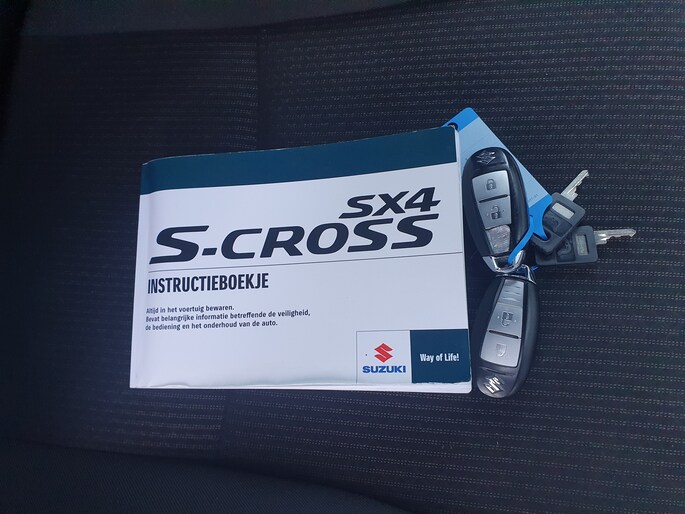 SX4
S-CROSS
INSTRUCTIEBOEKJE
Altijd in het voertuig bewaren.
Bevat belangrijke informatie betreffende de veiligheid,
de bediening en het onderhoud van de auto.
SUZUKI
Way of Life!